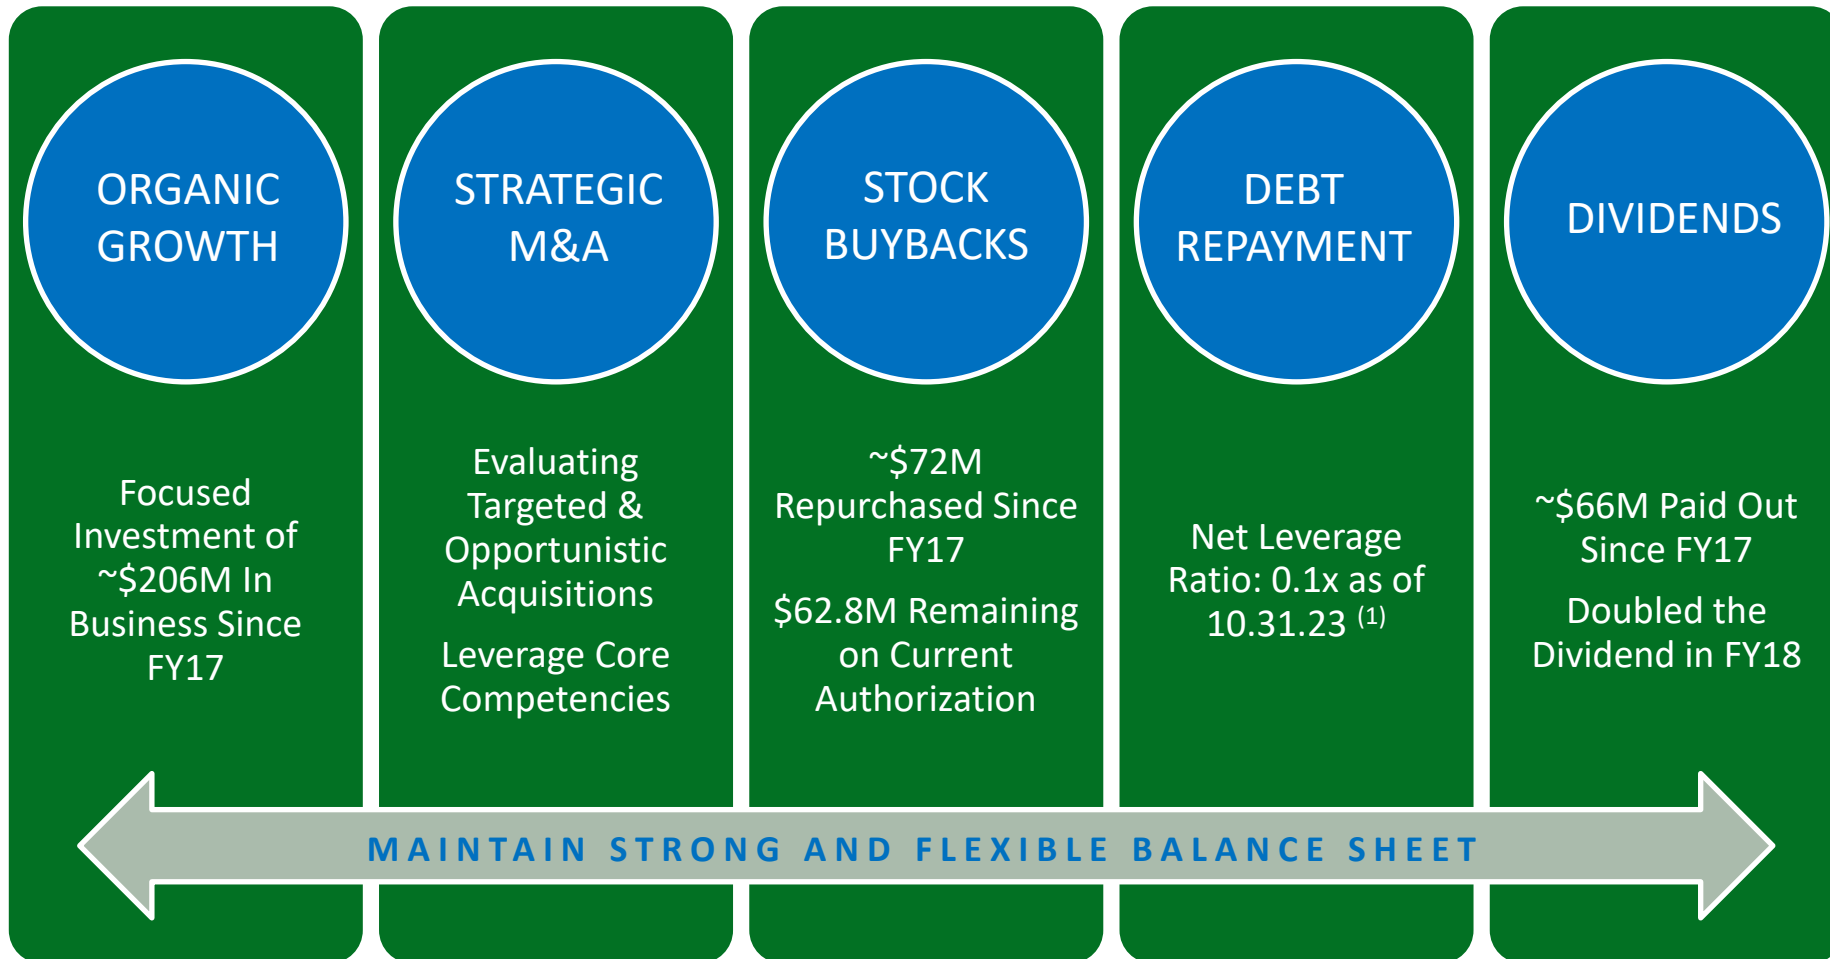 ORGANIC
GROWTH
Focused
Investment of
~$206M In
Business Since
FY17
STRATEGIC
M&A
Evaluating
Targeted &
Opportunistic
Acquisitions
Leverage Core
Competencies
STOCK
BUYBACKS
~$72M
Repurchased Since
FY17
$62.8M Remaining
on Current
Authorization
DEBT
REPAYMENT
Net Leverage
Ratio: 0.1x as of
10.31.23 (1)
DIVIDENDS
~$66M Paid Out
Since FY17
Doubled the
Dividend in FY18
MAINTAIN STRONG AND FLEXIBLE BALANCE SHEET